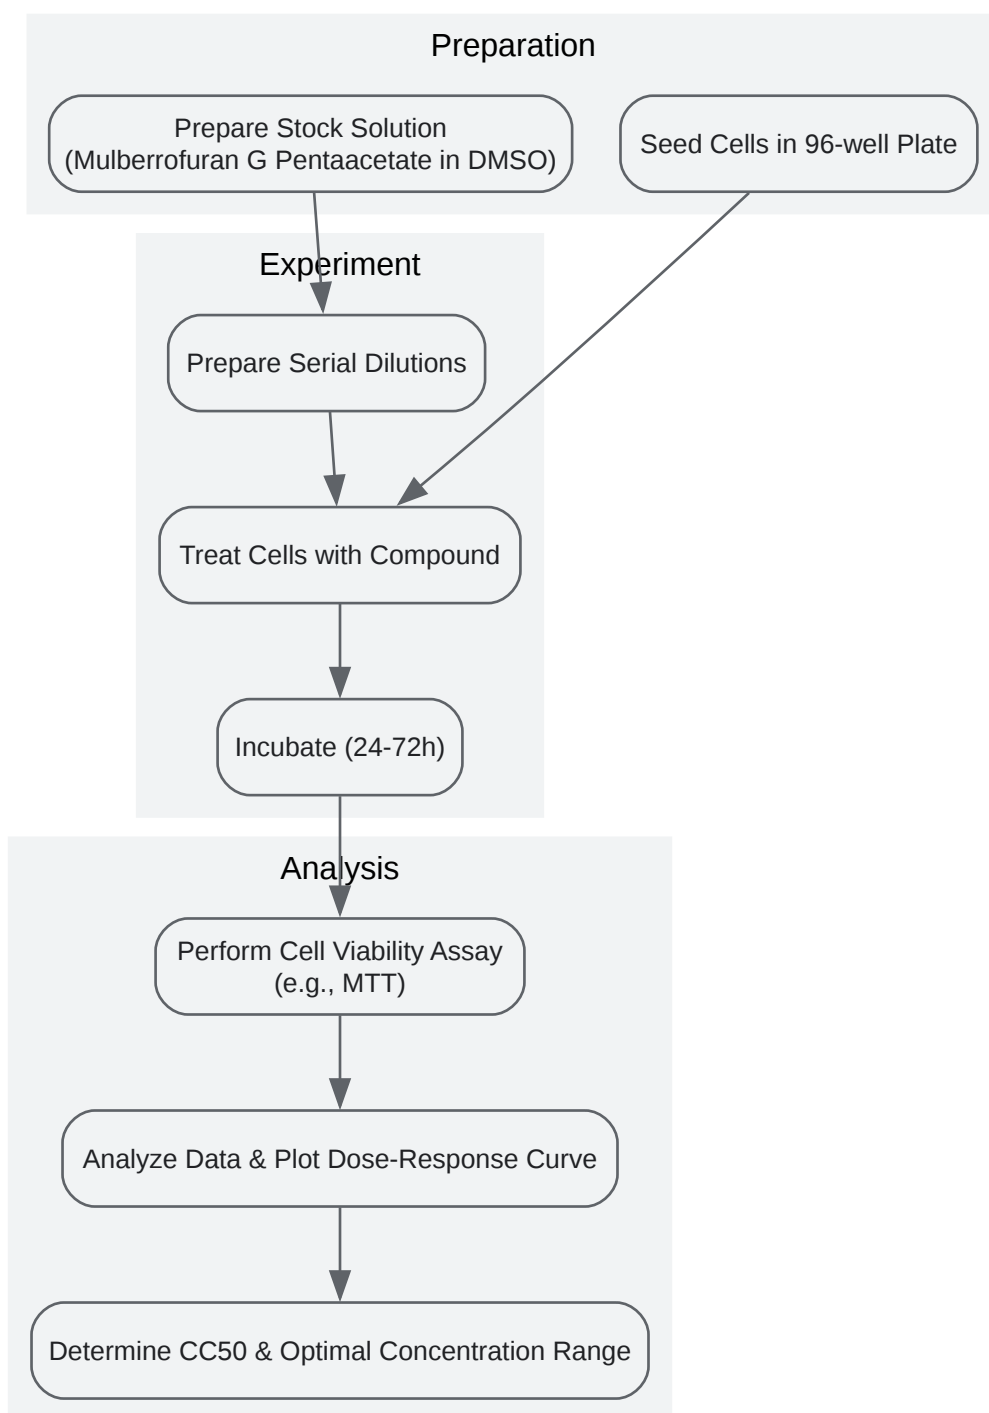 Preparation
Prepare Stock Solution
(Mulberrofuran G Pentaacetate in DMSO)
Seed Cells in 96-well Plate
Experiment
Prepare Serial Dilutions
Treat Cells with Compound
Incubate (24-72h)
Analysis
Perform Cell Viability Assay
(e.g., MTT)
Analyze Data & Plot Dose-Response Curve
Determine CC50 & Optimal Concentration Range